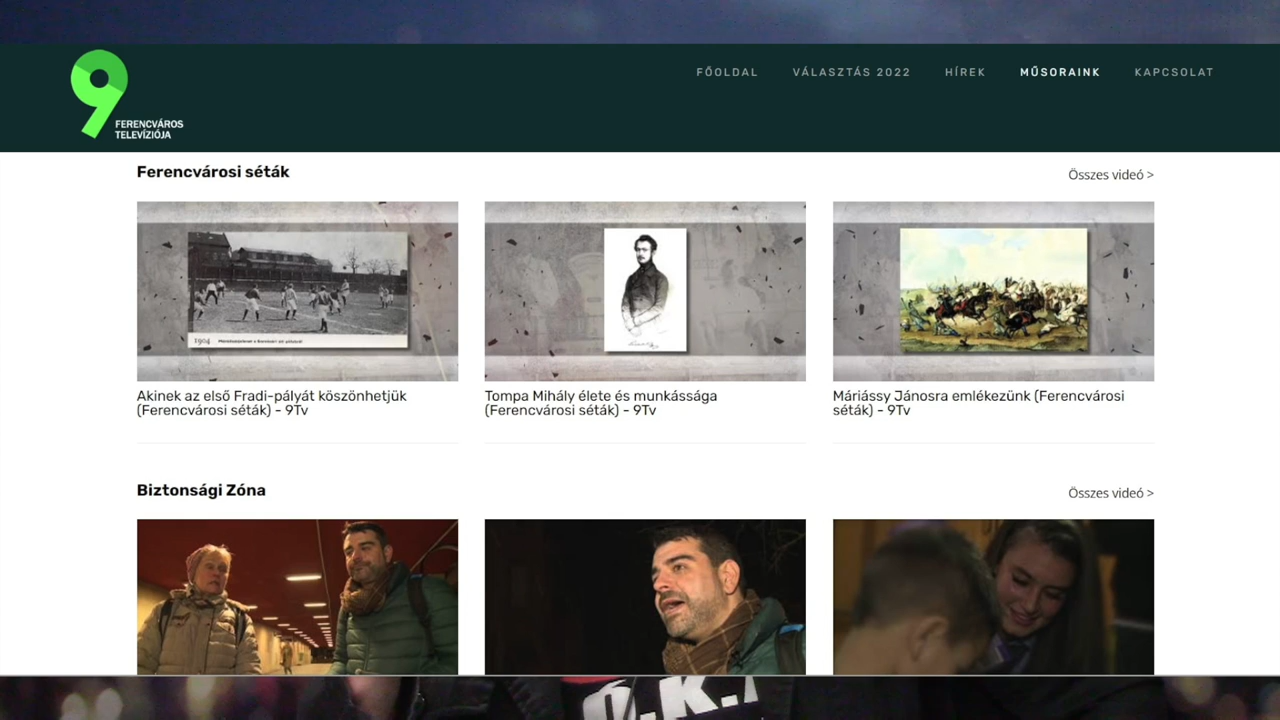 9
FERENCVÁROS
TELEVÍZIÓJA
FŐOLDAL
VÁLASZTÁS 2022
HÍREK
MŰSORAINK
KAPCSOLAT
Ferencvárosi séták
Összes videó >
1904
Akinek az első Fradi-pályát köszönhetjük
(Ferencvárosi séták) - 9Tv
Tompa Mihály élete és munkássága
(Ferencvárosi séták) - 9Tv
Máriássy Jánosra emlékezünk (Ferencvárosi
séták) - 9Tv
Biztonsági Zóna
Összes videó >